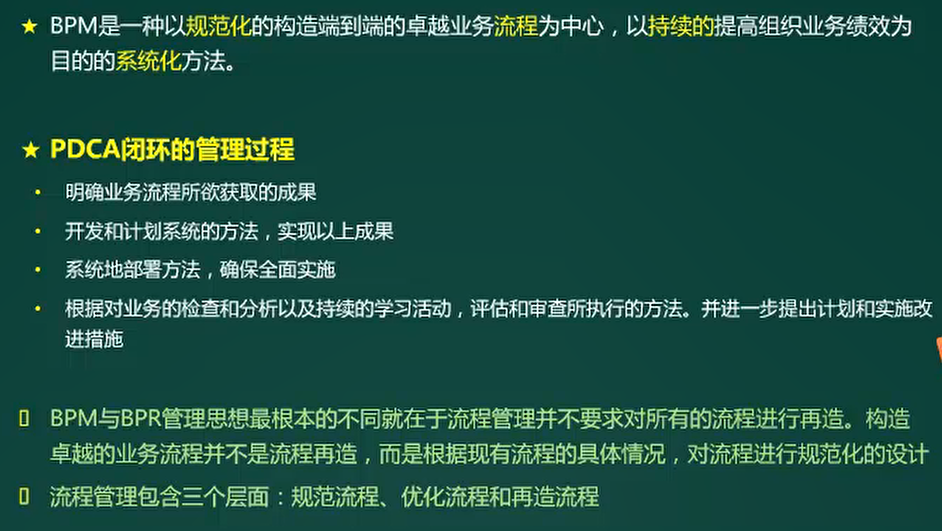 ★ BPM是一种以规范化的构造端到端的卓越业务流程为中心，以持续的提高组织业务绩效为
目的的系统化方法。
★ PDCA闭环的管理过程
• 明确业务流程所欲获取的成果
• 开发和计划系统的方法，实现以上成果
• 系统地部署方法，确保全面实施
• 根据对业务的检查和分析以及持续的学习活动，评估和审查所执行的方法。并进一步提出计划和实施改
进措施
▯ BPM与BPR管理思想最根本的不同就在于流程管理并不要求对所有的流程进行再造。构造
卓越的业务流程并不是流程再造，而是根据现有流程的具体情况，对流程进行规范化的设计
▯ 流程管理包含三个层面：规范流程、优化流程和再造流程